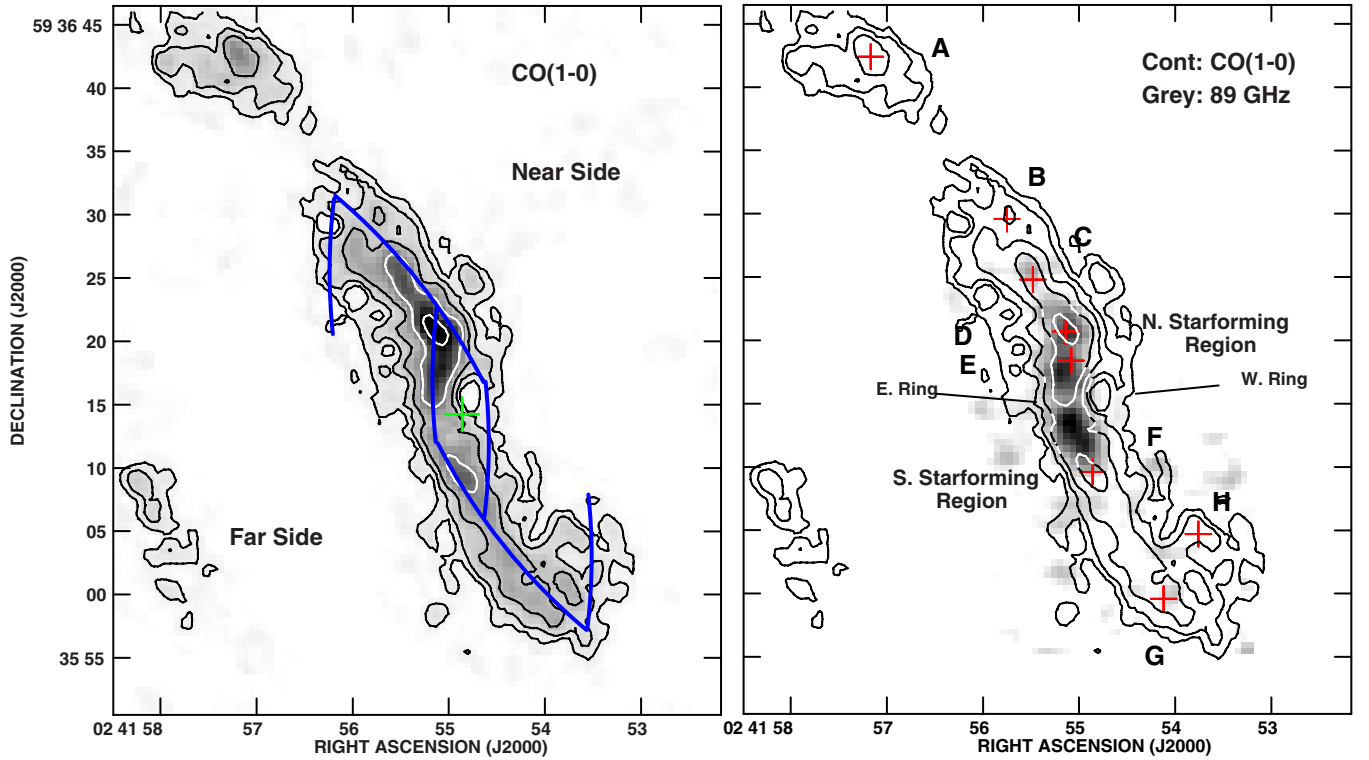 59 36 45
40
35
30
25
20
15
10
05
00
35 55
DECLINATION (J2000)
02 41 58
57
56
55
54
53
RIGHT ASCENSION (J2000)
CO(1-0)
Near Side
Far Side
Cont: CO(1-0)
Grey: 89 GHz
A
B
C
D
E
N. Starforming
Region
E. Ring
W. Ring
S. Starforming
Region
F
H
G
02 41 58
57
56
55
54
53
RIGHT ASCENSION (J2000)